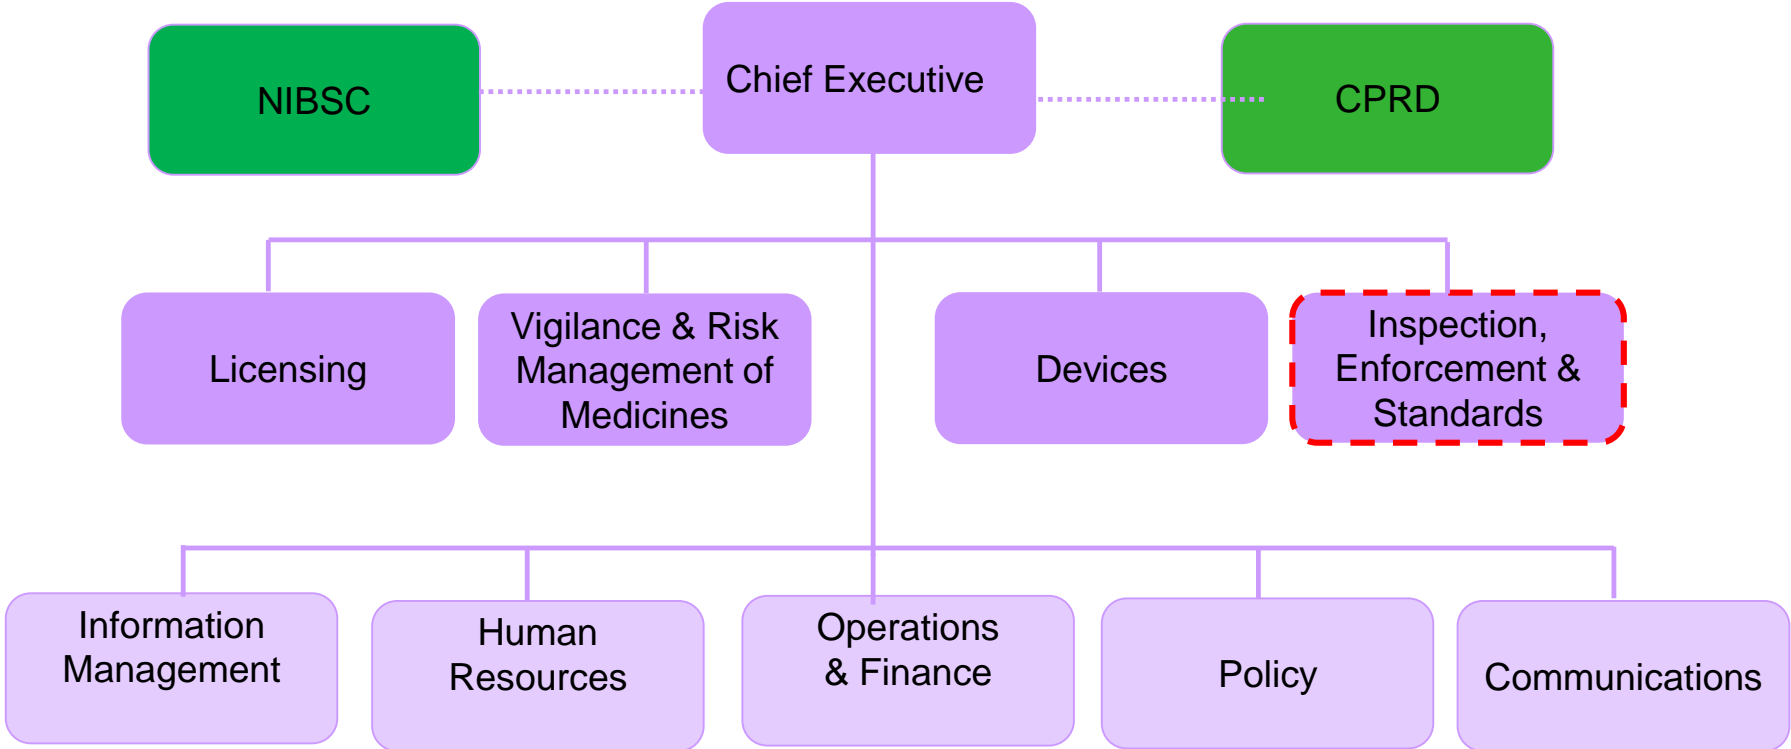 NIBSC
Chief Executive
CPRD
Licensing
Vigilance & Risk
Management of
Medicines
Devices
Inspection,
Enforcement &
Standards
Information
Management
Human
Resources
Operations
& Finance
Policy
Communications